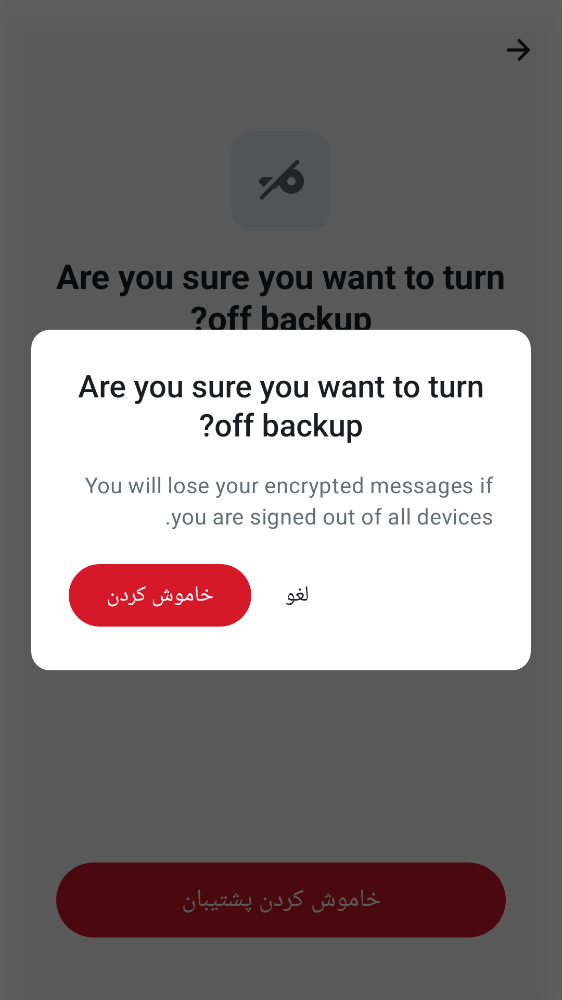 Are you sure you want to turn
?off backup
Are you sure you want to turn
?off backup
You will lose your encrypted messages if
.you are signed out of all devices
لغو
خاموش کردن
خاموش کردن پشتیبان